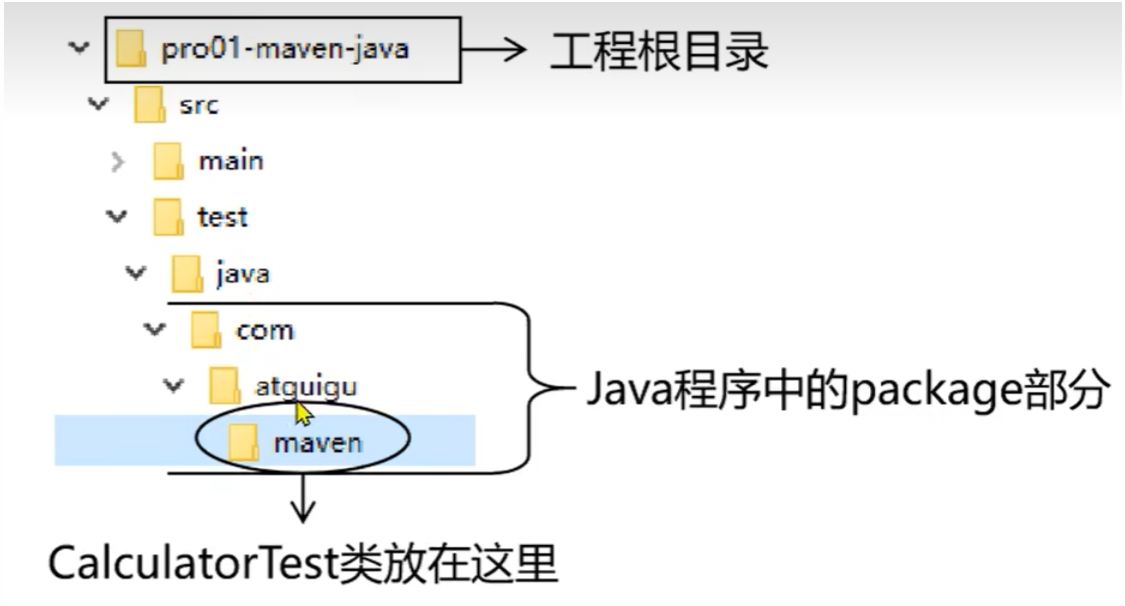 pro01-maven-java 工程根目录
src
main
test
java
com
atguigu
Java程序中的package部分
maven
CalculatorTest类放在这里